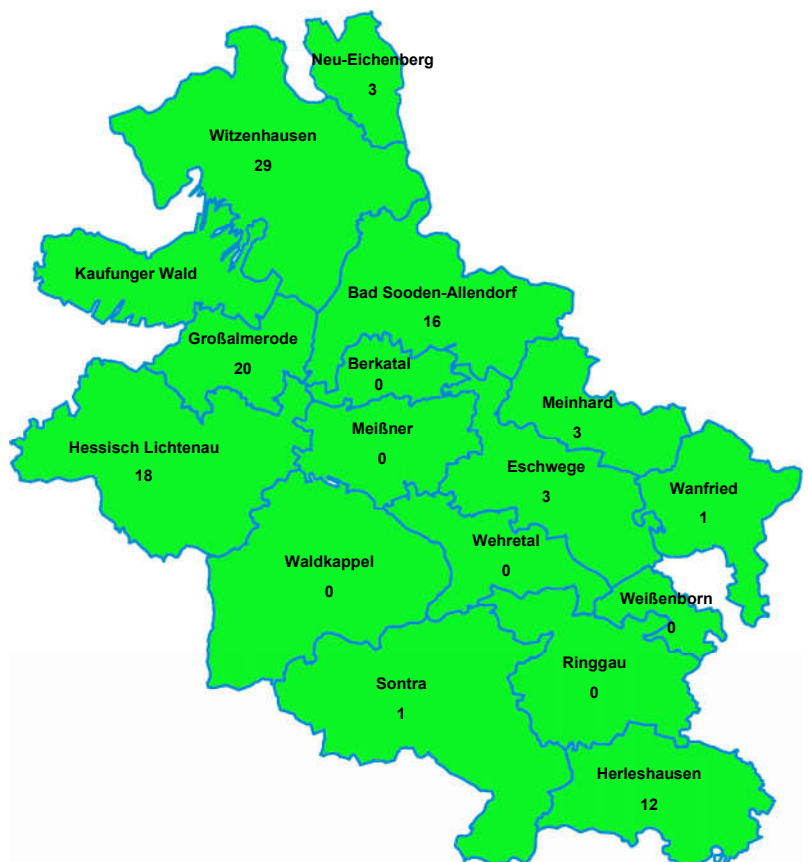 Neu-Eichenberg
3
Witzenhausen
29
Kaufunger Wald
Bad Sooden-Allendorf
16
Großalmerode
20
Berkatal
0
Meinhard
3
Meißner
0
Hessisch Lichtenau
18
Eschwege
3
Wanfried
1
Wehretal
0
Waldkappel
0
Weißenborn
0
Ringgau
0
Sontra
1
Herleshausen
12